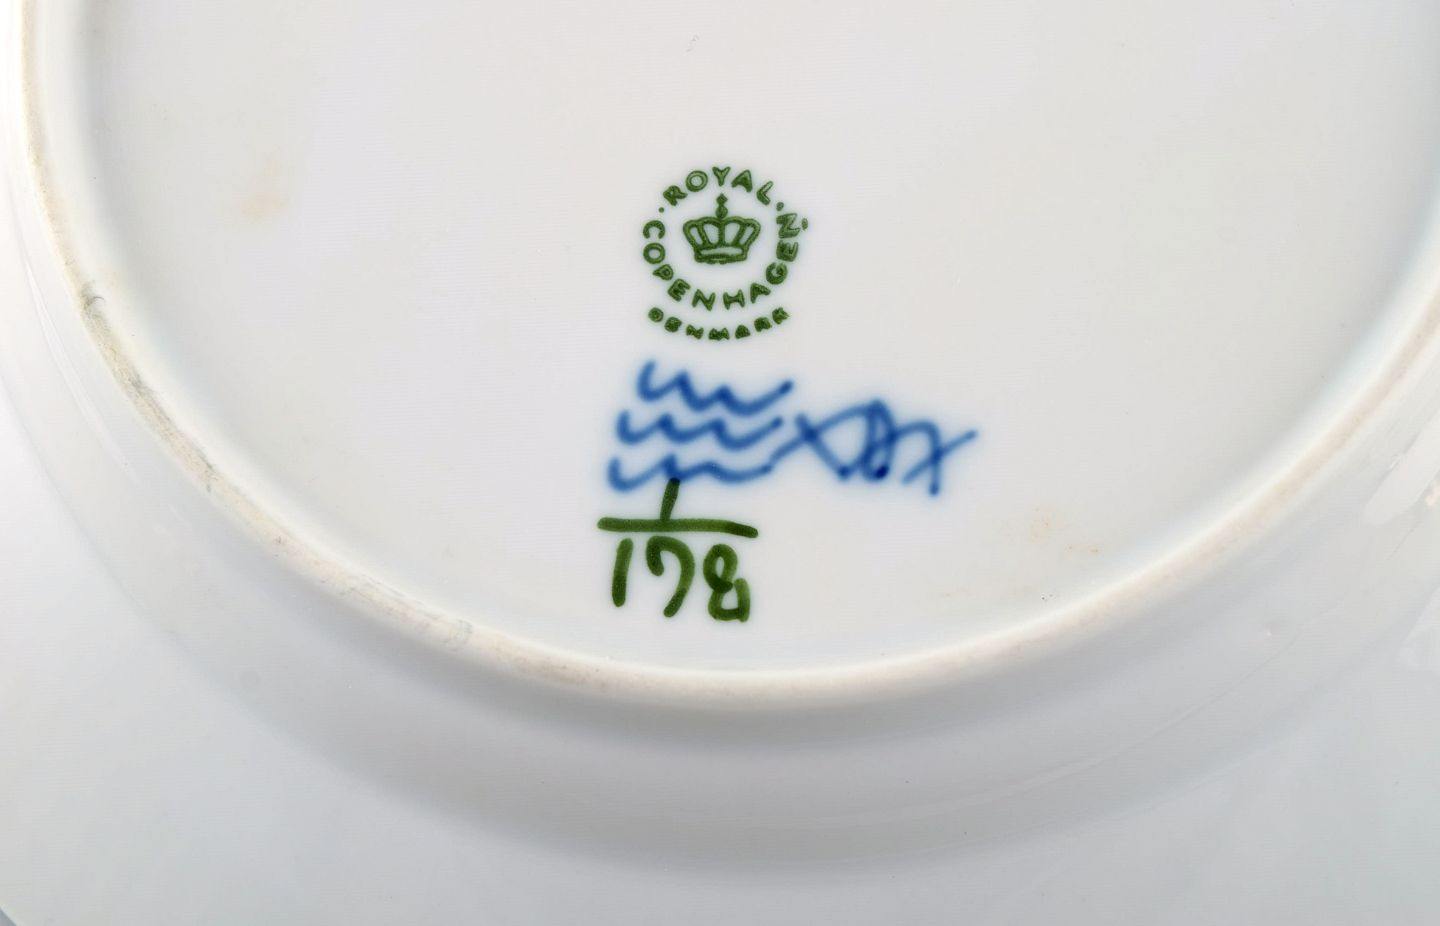 ROYAL
COPENHAGEN
DENMARK
1
178